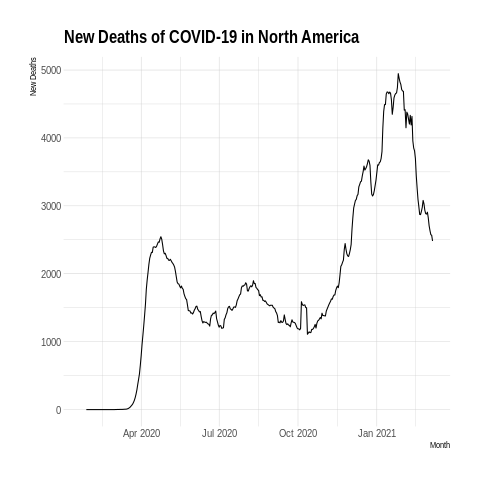 New Deaths of COVID-19 in North America
New Deaths
5000
4000
3000
2000
1000
0
Apr 2020
Jul 2020
Oct 2020
Jan 2021
Month